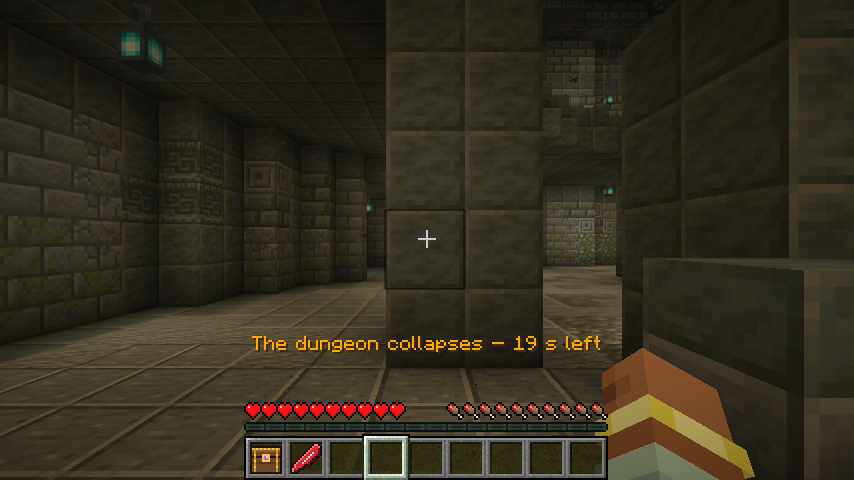 The dungeon collapses – 19 s left